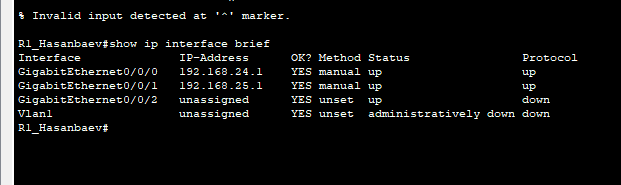 % Invalid input detected at '^' marker.
R1_Hasanbaev#show ip interface brief
Interface IP-Address OK? Method Status Protocol
GigabitEthernet0/0/0 192.168.24.1 YES manual up up
GigabitEthernet0/0/1 192.168.25.1 YES manual up up
GigabitEthernet0/0/2 unassigned YES unset up down
Vlan1 unassigned YES unset administratively down down
R1_Hasanbaev#